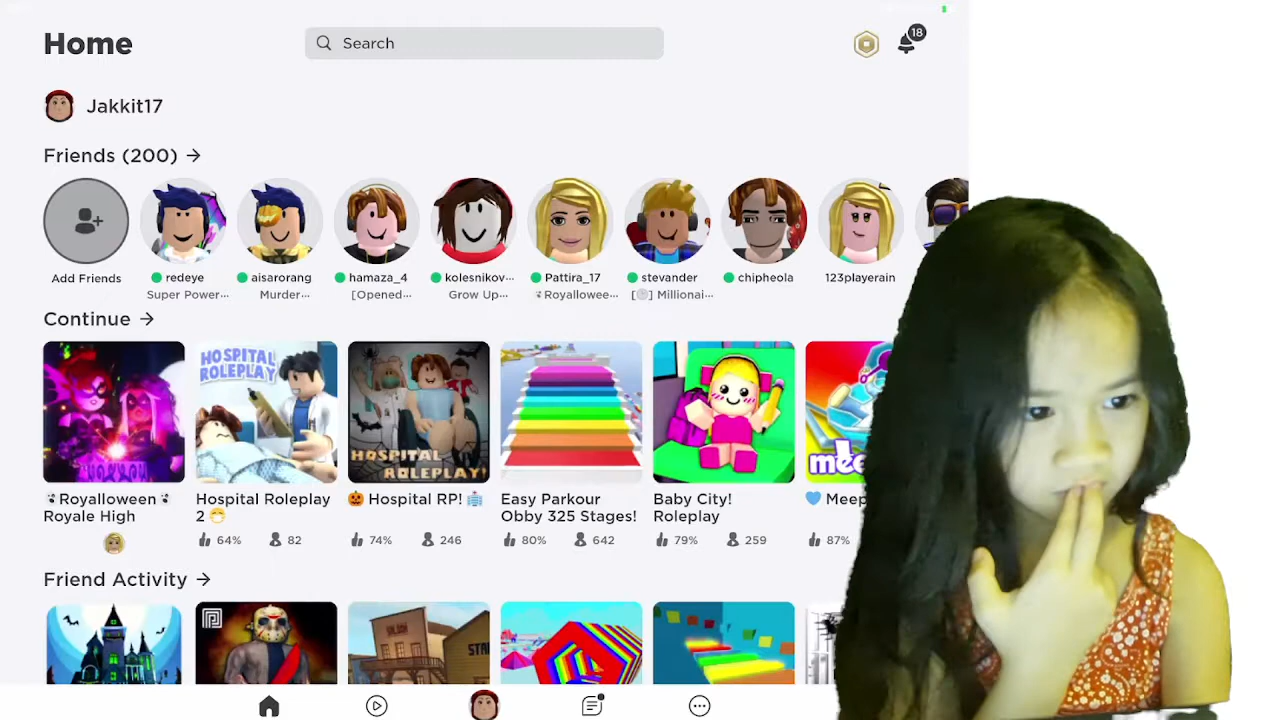 Home
Search
18
Jakkit17
Friends (200) →
Add Friends
redeye
Super Power...
aisarorang
Murder...
hamaza_4
[Opened...
kolesnikov...
Grow Up...
Pattira_17
Royallowee...
stevander
Millionai...
chipheola
123playerain
Continue →
HOSPITAL
ROLEPLAY
HOSPITAL
ROLEPLAY!
mee
Royalloween
Royale High
Hospital Roleplay
2
64%
82
Hospital RP!
74%
246
Easy Parkour
Obby 325 Stages!
80%
642
Baby City!
Roleplay
79%
259
Meep
87%
Friend Activity →
SALOON
STA